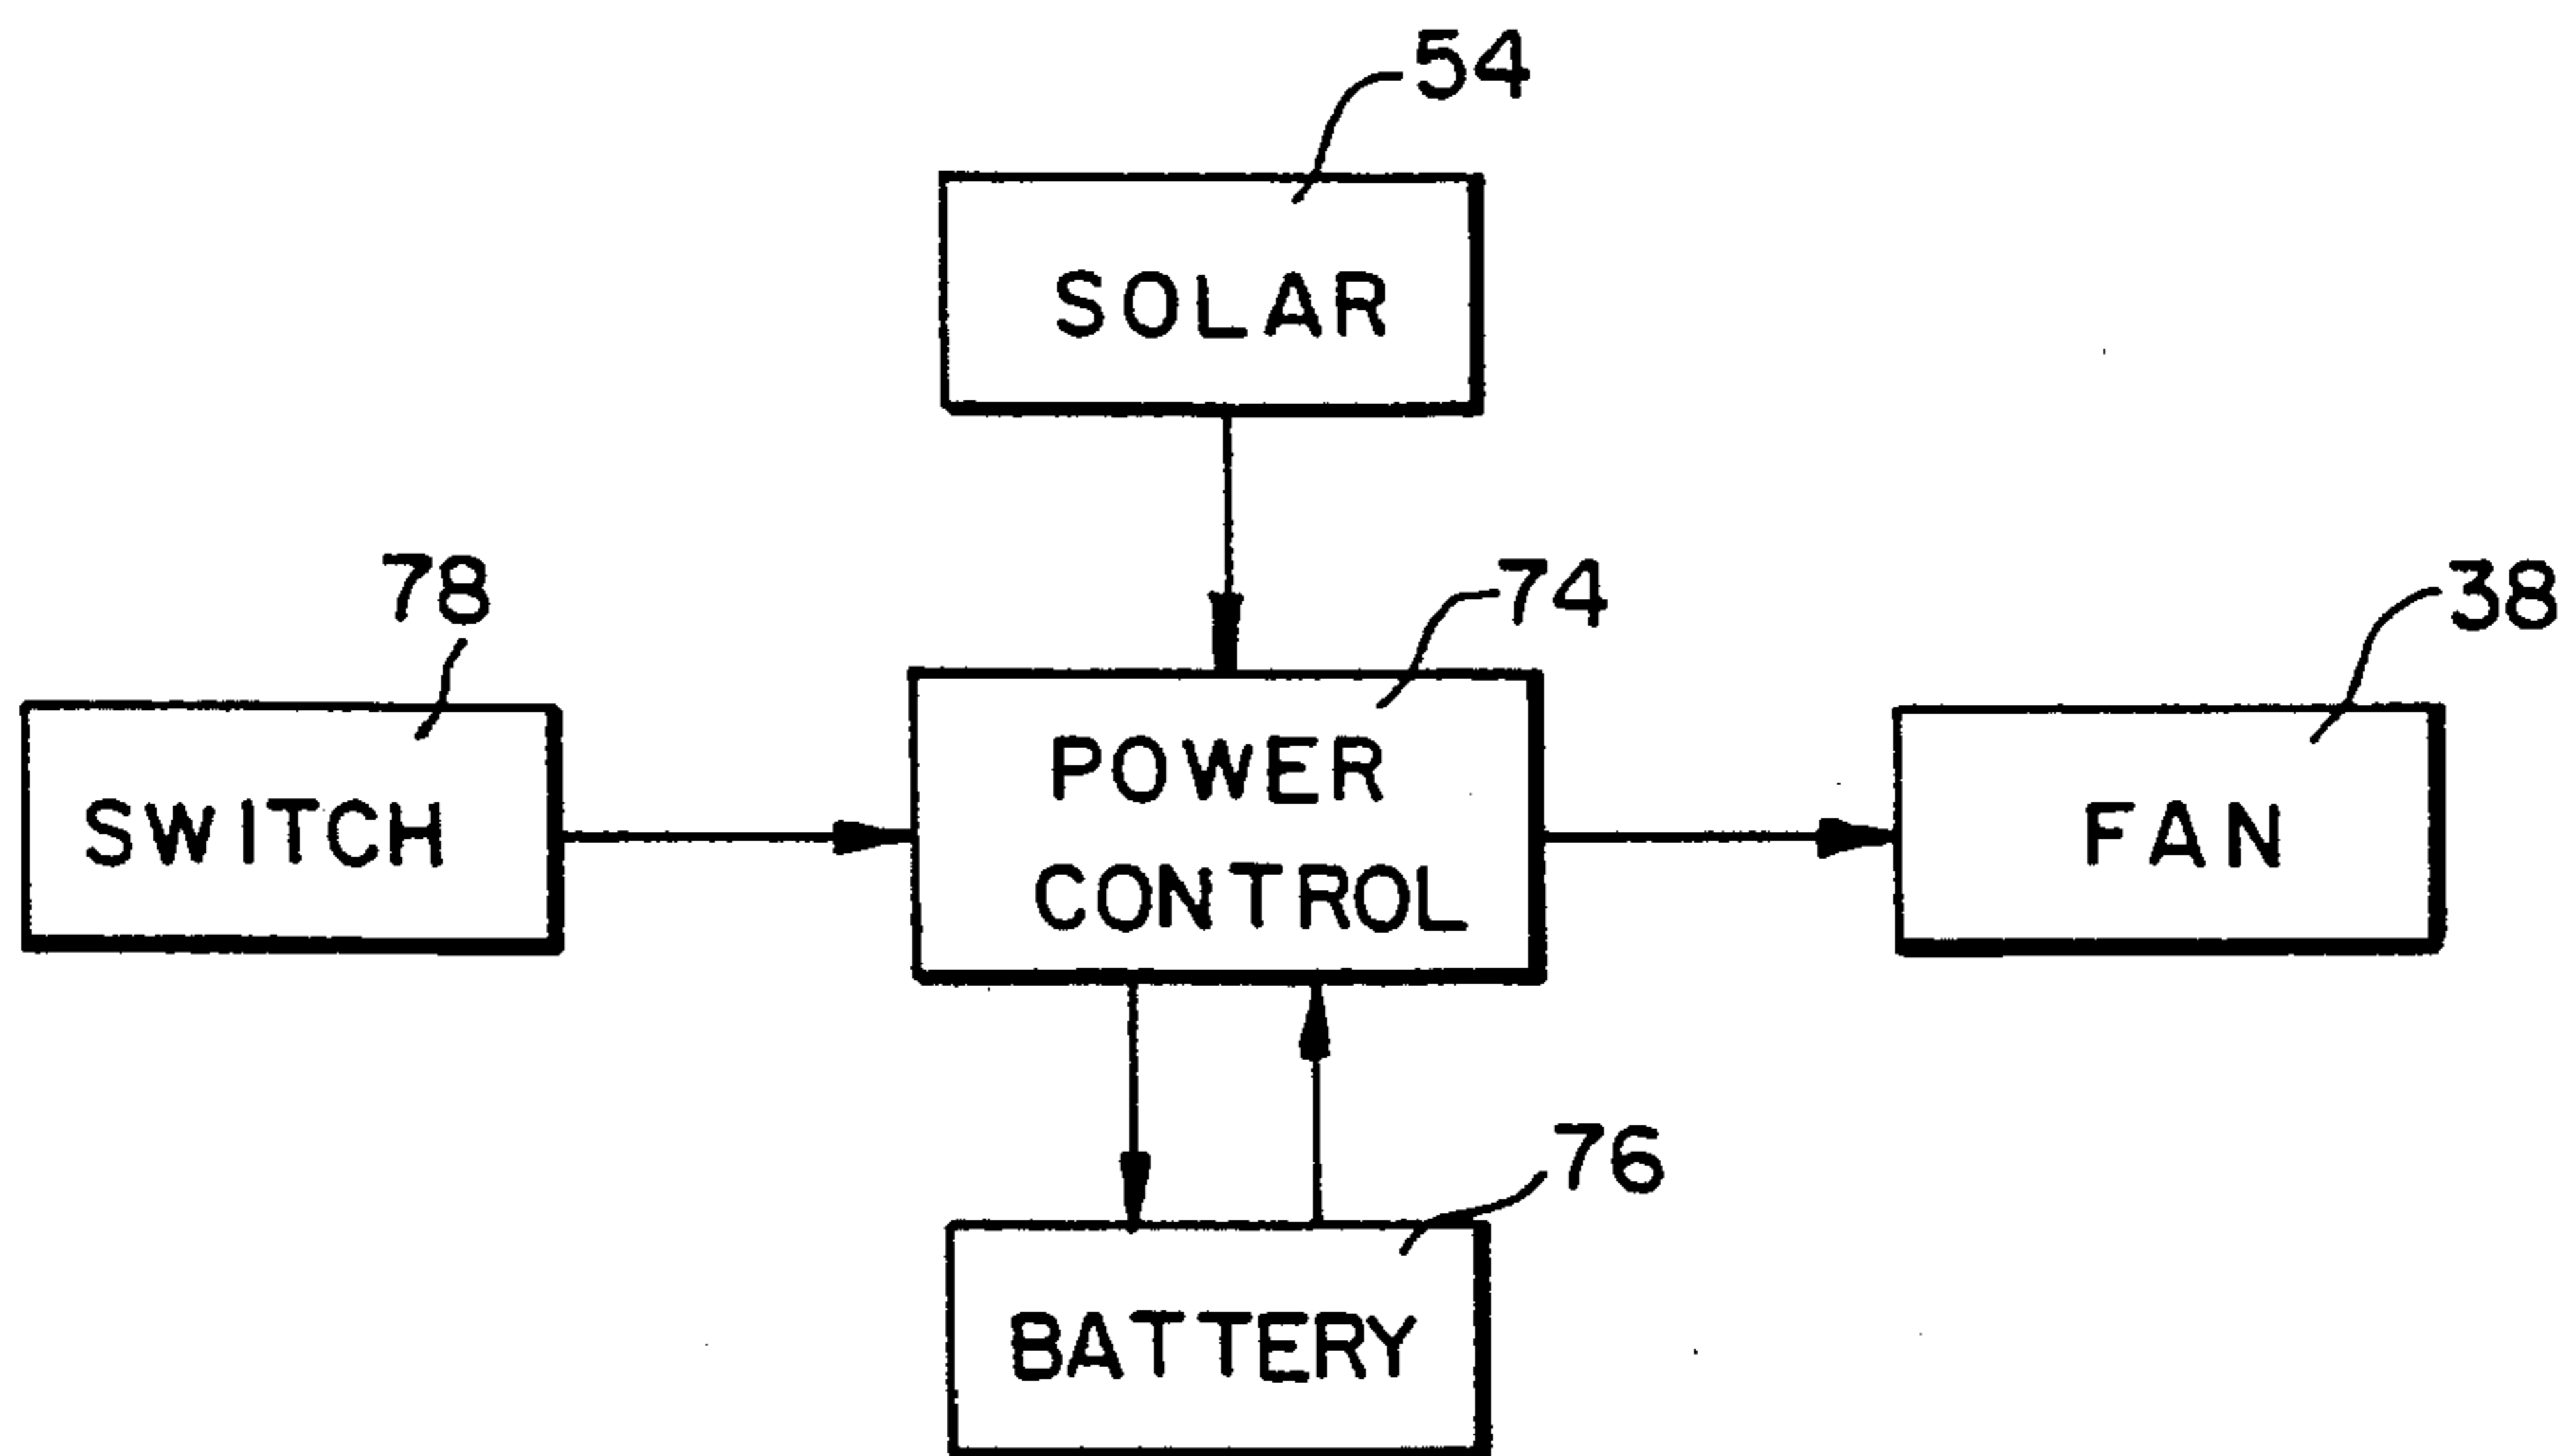 54
SOLAR
78
74
38
SWITCH
POWER
CONTROL
FAN
76
BATTERY